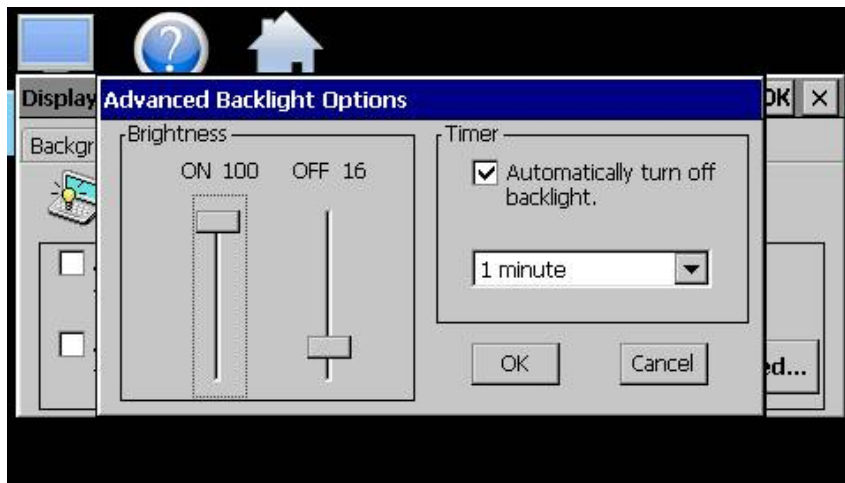 ?
Display
Advanced Backlight Options
OK
Backgr
Brightness
ON 100 OFF 16
Timer
Automatically turn off
backlight.
1 minute
OK Cancel
ed...